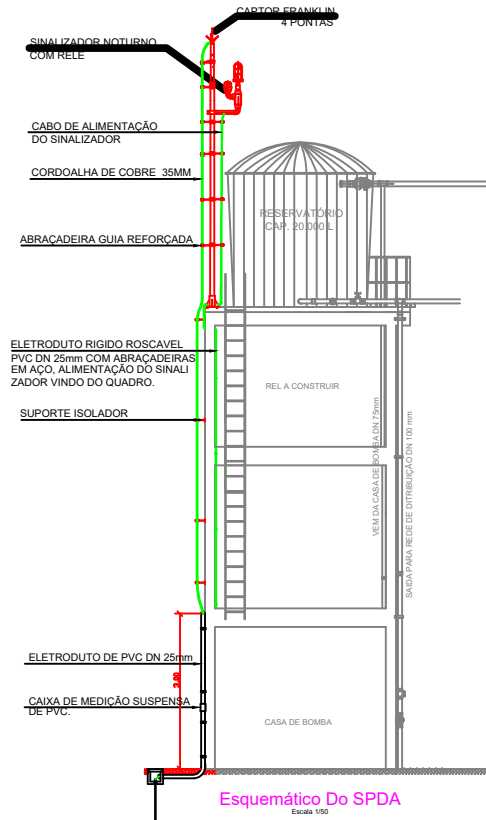 CAPTOR FRANKLIN
4 PONTAS
SINALIZADOR NOTURNO
COM RELE
CABO DE ALIMENTAÇÃO
DO SINALIZADOR
CORDOALHA DE COBRE 35MM
RESERVATÓRIO
CAP. 20.000 L
ABRAÇADEIRA GUIA REFORÇADA
ELETRODUTO RIGIDO ROSCAVEL
PVC DN 25mm COM ABRAÇADEIRAS
EM AÇO, ALIMENTAÇÃO DO SINALI
ZADOR VINDO DO QUADRO.
REL A CONSTRUIR
SUPORTE ISOLADOR
VEM DA CASA DE BOMBA DN 75mm
SAIDA PARA REDE DE DITRIBUIÇÃO DN 100 mm
ELETRODUTO DE PVC DN 25mm
3.00
CAIXA DE MEDIÇÃO SUSPENSA
DE PVC.
CASA DE BOMBA
Esquemático Do SPDA
Escala 1/50